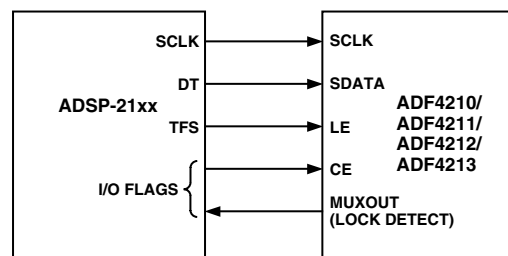 SCLK
DT
ADSP-21xx
TFS
I/O FLAGS
SCLK
SDATA
ADF4210/
ADF4211/
ADF4212/
ADF4213
LE
CE
MUXOUT
(LOCK DETECT)